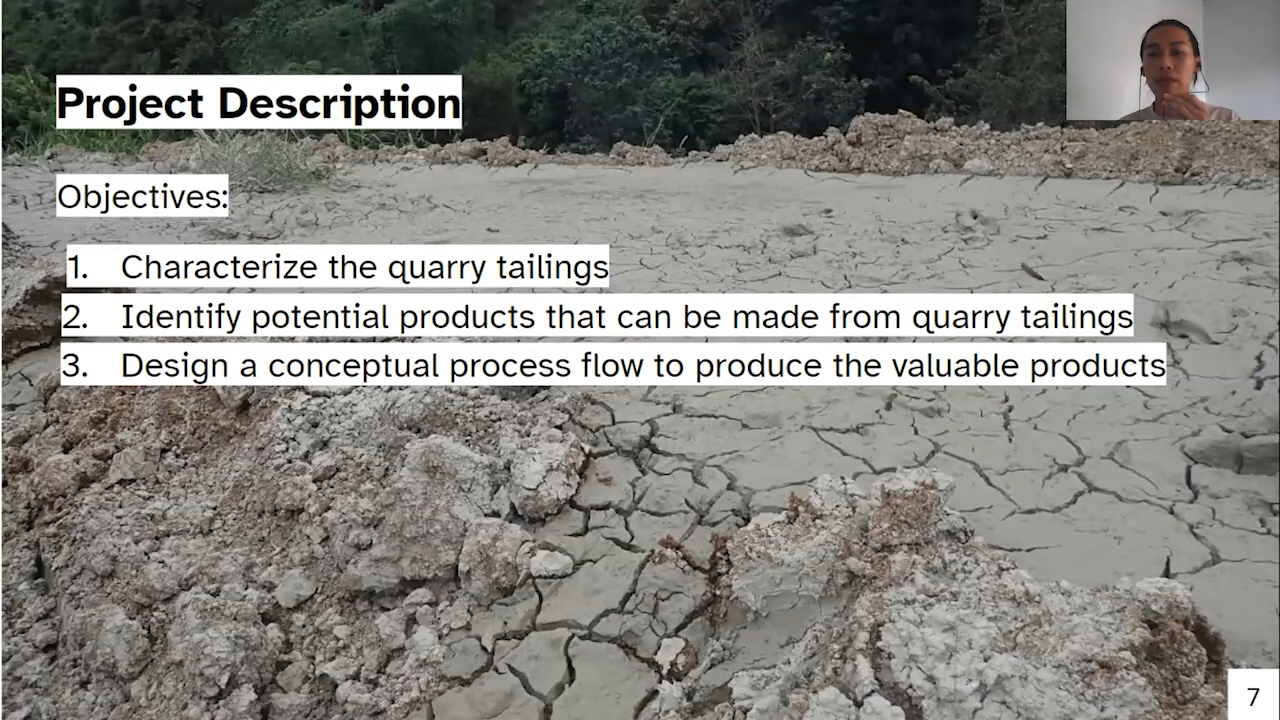 Project Description
Objectives:
1. Characterize the quarry tailings
2. Identify potential products that can be made from quarry tailings
3. Design a conceptual process flow to produce the valuable products
7